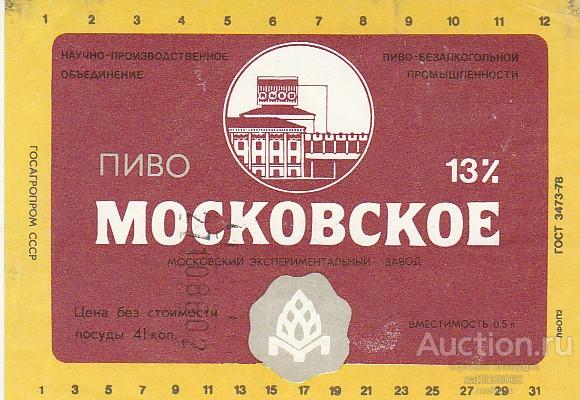 1 2 3 4 5 6 7 8 9 10 11 12
НАУЧНО-ПРОИЗВОДСТВЕННОЕ
ОБЪЕДИНЕНИЕ
ПИВО-БЕЗАЛКОГОЛЬНОЙ
ПРОМЫШЛЕННОСТИ
ГОСАГРОПРОМ СССР
ПИВО
13%
МОСКОВСКОЕ
МОСКОВСКИЙ ЭКСПЕРИМЕНТАЛЬНЫЙ ЗАВОД
ГОСТ 3473-78
Цена без стоимости
посуды 41 коп.
ВМЕСТИМОСТЬ 0,5 л
ЛФОП2
1 3 5 7 9 11 13 15 17 19 21 23 25 27 29 31
Auction.ru